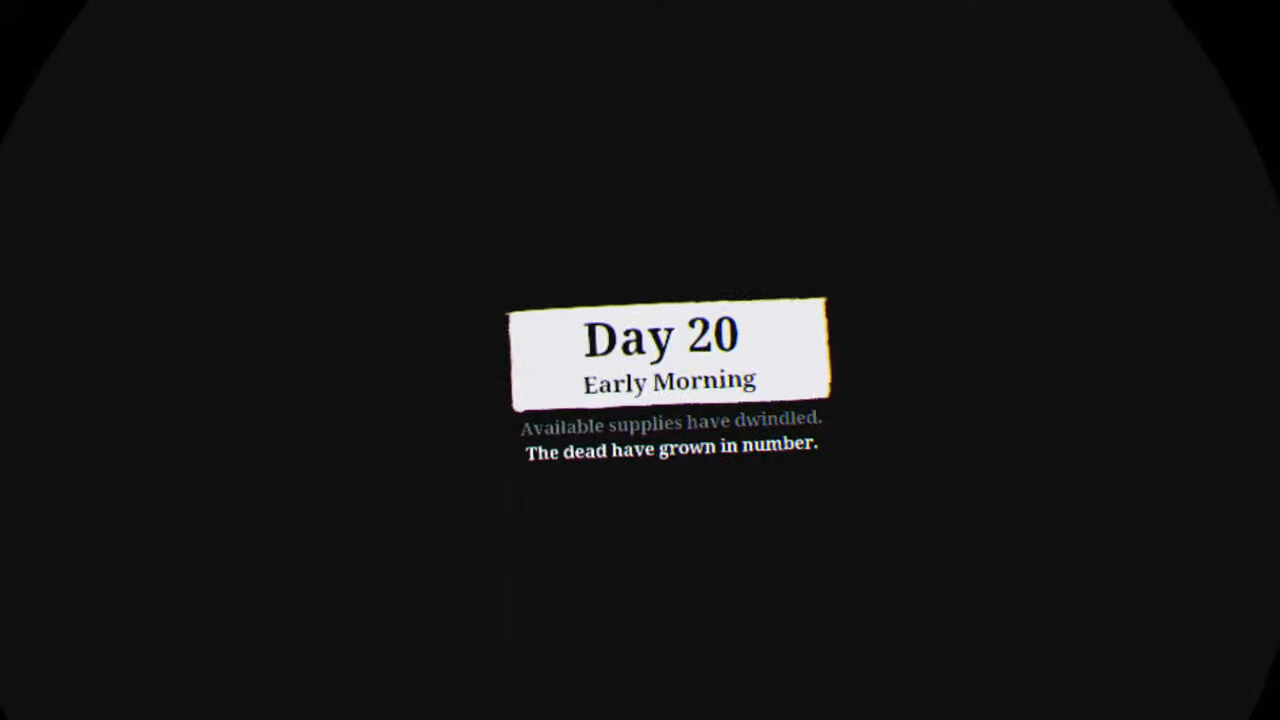 Day 20
Early Morning
Available supplies have dwindled.
The dead have grown in number.